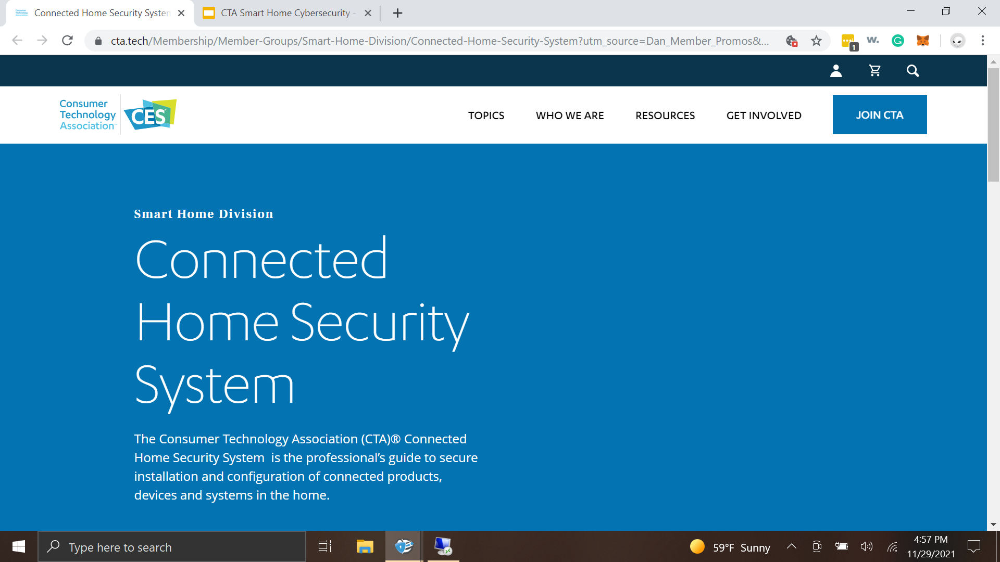 Connected Home Security System
CTA Smart Home Cybersecurity -
cta.tech/Membership/Member-Groups/Smart-Home-Division/Connected-Home-Security-System?utm_source=Dan_Member_Promos&...
1
Consumer
Technology
Association™
CES®
TOPICS
WHO WE ARE
RESOURCES
GET INVOLVED
JOIN CTA
Smart Home Division
Connected
Home Security
System
The Consumer Technology Association (CTA)® Connected
Home Security System is the professional’s guide to secure
installation and configuration of connected products,
devices and systems in the home.
Type here to search
59°F Sunny
4:57 PM
11/29/2021